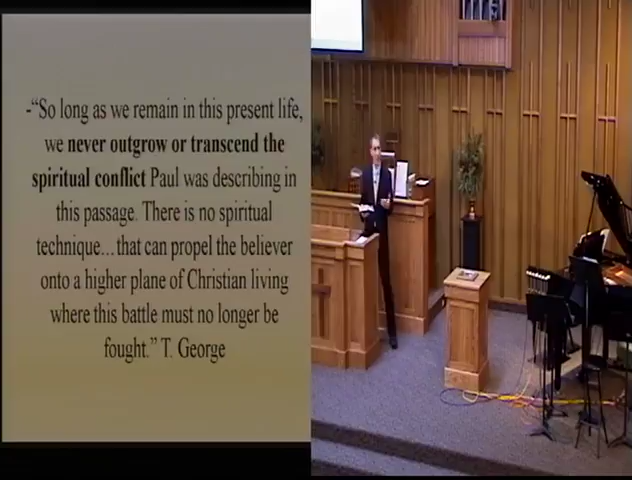 -“So long as we remain in this present life,
we never outgrow or transcend the
spiritual conflict Paul was describing in
this passage. There is no spiritual
technique…that can propel the believer
onto a higher plane of Christian living
where this battle must no longer be
fought.” T. George